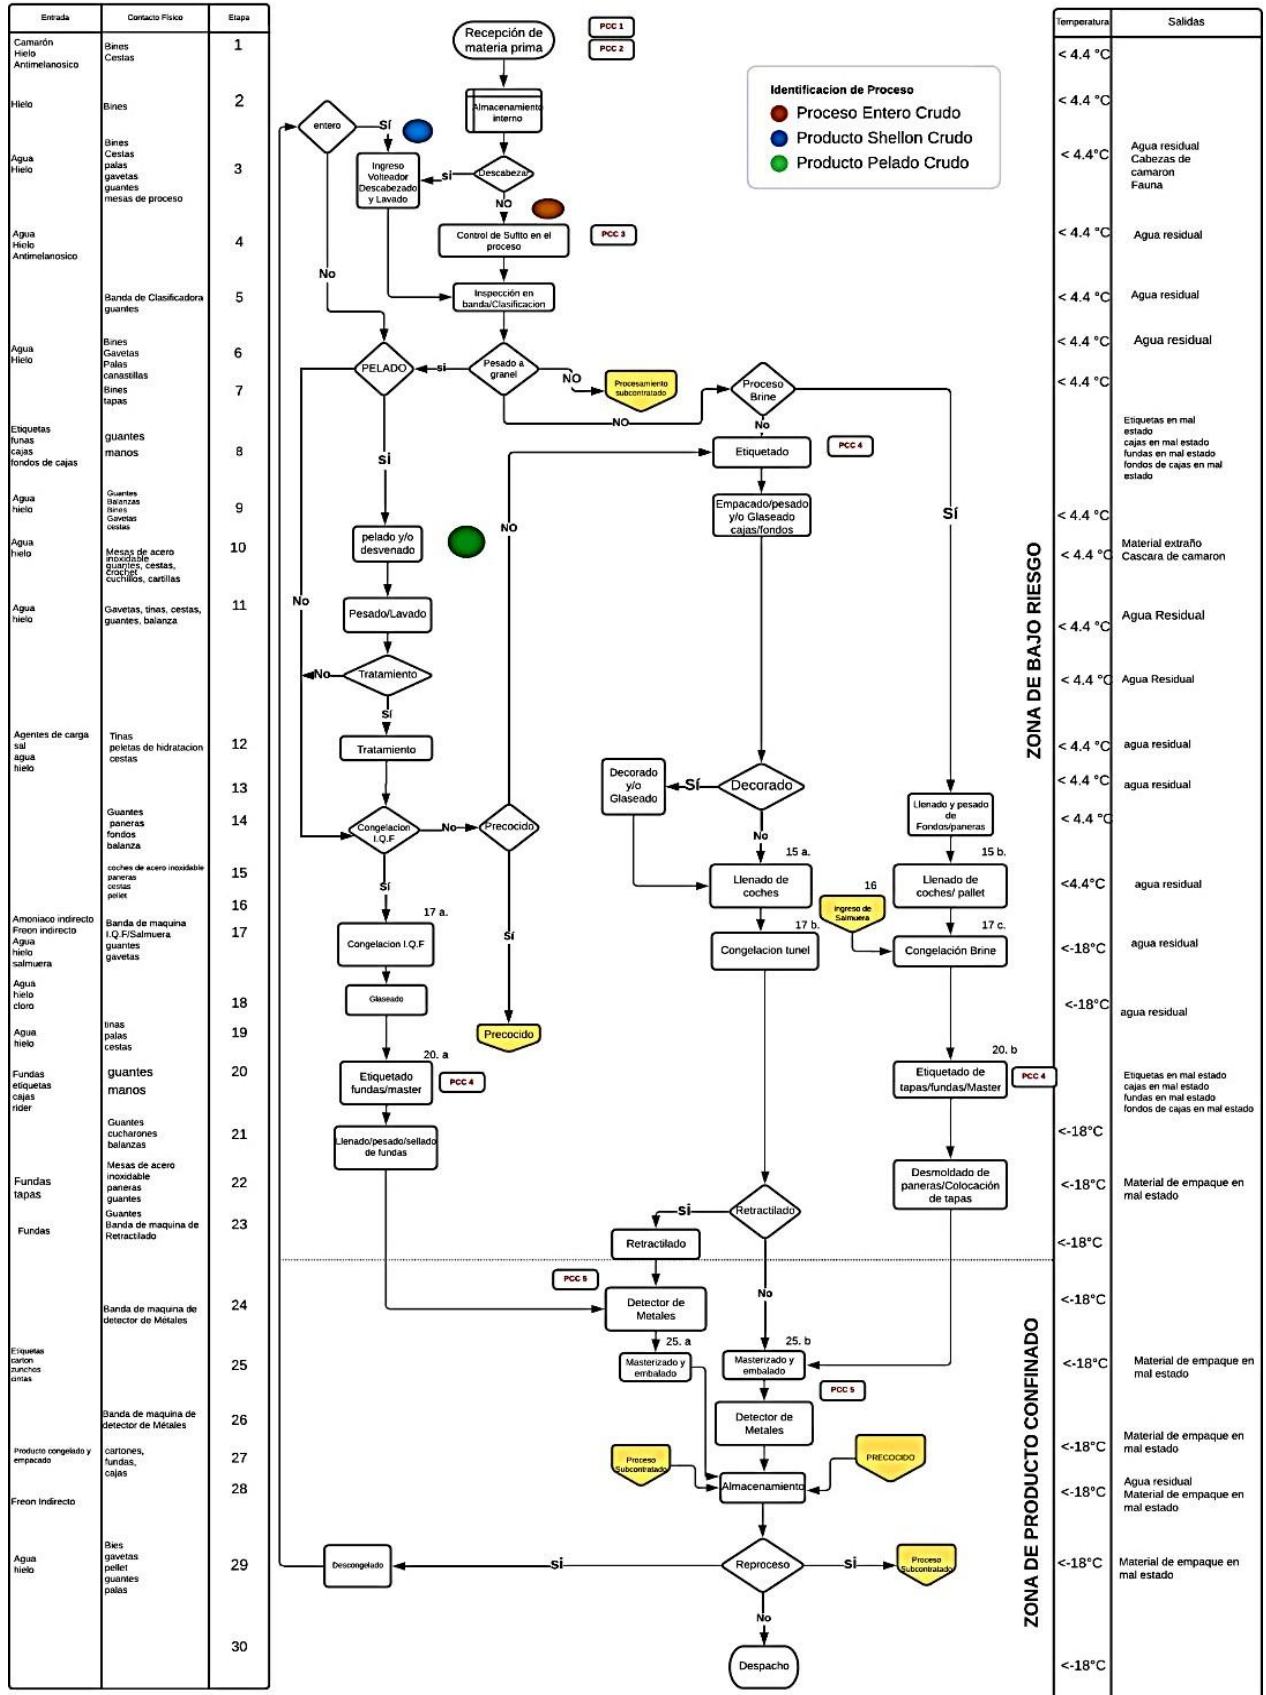 Entrada
Contacto Físico
Etapa
Camarón
Hielo
Antimelanosico
Bines
Cestas
1
Hielo
Bines
2
Agua
Hielo
Bines
Cestas
palas
gavetas
guantes
mesas de proceso
3
Agua
Hielo
Antimelanosico
4
Banda de Clasificadora
guantes
5
Agua
Hielo
Bines
Gavetas
Palas
canastillas
6
Bines
tapas
7
Etiquetas
funas
cajas
fondos de cajas
guantes
manos
8
Agua
hielo
Guantes
Balanzas
Bines
Gavetas
cestas
9
Agua
hielo
Mesas de acero
inoxidable
guantes, cestas,
crochet
cuchillos, cartillas
10
Agua
hielo
Gavetas, tinas, cestas,
guantes, balanza
11
Agentes de carga
sal
agua
hielo
Tinas
peletas de hidratacion
cestas
12
13
Guantes
paneras
fondos
balanza
14
coches de acero inoxidable
paneras
cestas
pellet
15
16
Amoniaco indirecto
Freon indirecto
Agua
hielo
salmuera
Banda de maquina
I.Q.F/Salmuera
guantes
gavetas
17
Agua
hielo
cloro
18
Agua
hielo
tinas
palas
cestas
19
Fundas
etiquetas
cajas
rider
guantes
manos
20
Guantes
cucharones
balanzas
21
Fundas
tapas
Mesas de acero
inoxidable
paneras
guantes
22
Fundas
Guantes
Banda de maquina de
Retractilado
23
Banda de maquina de
detector de Métales
24
Etiquetas
carton
zunchos
cintas
25
Banda de maquina de
detector de Métales
26
Producto congelado y
empacado
cartones,
fundas,
cajas
27
28
Freon Indirecto
Agua
hielo
Bies
gavetas
pellet
guantes
palas
29
30
Recepción de
materia prima
PCC 1
PCC 2
Almacenamiento
interno
entero
Sí
Ingreso
Volteador
Descabezado
y Lavado
si
Descabezar
NO
Control de Sufito en el
proceso
PCC 3
No
Inspección en
banda/Clasificacion
PELADO
si
Pesado a
granel
NO
Procesamiento
subcontratado
NO
Proceso
Brine
No
Etiquetado
PCC 4
Empacado/pesado
y/o Glaseado
cajas/fondos
Sí
SI
NO
pelado y/o
desvenado
No
Pesado/Lavado
No
Tratamiento
Sí
Tratamiento
Congelacion
I.Q.F
No
Precocido
Decorado
y/o
Glaseado
Sí
Decorado
No
Llenado y pesado
de
Fondos/paneras
15 a.
Llenado de
coches
15 b.
Llenado de
coches/ pallet
Sí
16
Ingreso de
Salmuera
17 a.
Congelacion I.Q.F
Sí
17 b.
Congelacion tunel
17 c.
Congelación Brine
Glaseado
Precocido
20. a
Etiquetado
fundas/master
PCC 4
20. b
Etiquetado de
tapas/fundas/Master
PCC 4
Llenado/pesado/sellado
de fundas
Desmoldado de
paneras/Colocación
de tapas
si
Retractilado
Retractilado
PCC 5
No
Detector de
Metales
25. a
Masterizado y
embalado
25. b
Masterizado y
embalado
PCC 5
Detector de
Metales
Proceso
Subcontratado
PRECOCIDO
Almacenamiento
Descongelado
si
Reproceso
si
Proceso
Subcontratado
No
Despacho
Identificacion de Proceso
Proceso Entero Crudo
Producto Shellon Crudo
Producto Pelado Crudo
ZONA DE BAJO RIESGO
ZONA DE PRODUCTO CONFINADO
Temperatura
Salidas
< 4.4 °C
< 4.4 °C
< 4.4°C
Agua residual
Cabezas de
camaron
Fauna
< 4.4 °C
Agua residual
< 4.4 °C
Agua residual
< 4.4 °C
Agua residual
< 4.4 °C
Etiquetas en mal
estado
cajas en mal estado
fundas en mal estado
fondos de cajas en mal
estado
< 4.4 °C
Material extraño
Cascara de camaron
< 4.4 °C
Agua Residual
< 4.4 °C
< 4.4 °C
Agua Residual
< 4.4 °C
agua residual
< 4.4 °C
agua residual
< 4.4 °C
<4.4°C
agua residual
<-18°C
agua residual
<-18°C
agua residual
Etiquetas en mal estado
cajas en mal estado
fundas en mal estado
fondos de cajas en mal estado
<-18°C
<-18°C
Material de empaque en
mal estado
<-18°C
<-18°C
<-18°C
Material de empaque en
mal estado
<-18°C
Material de empaque en
mal estado
<-18°C
Agua residual
Material de empaque en
mal estado
<-18°C
Material de empaque en
mal estado
<-18°C